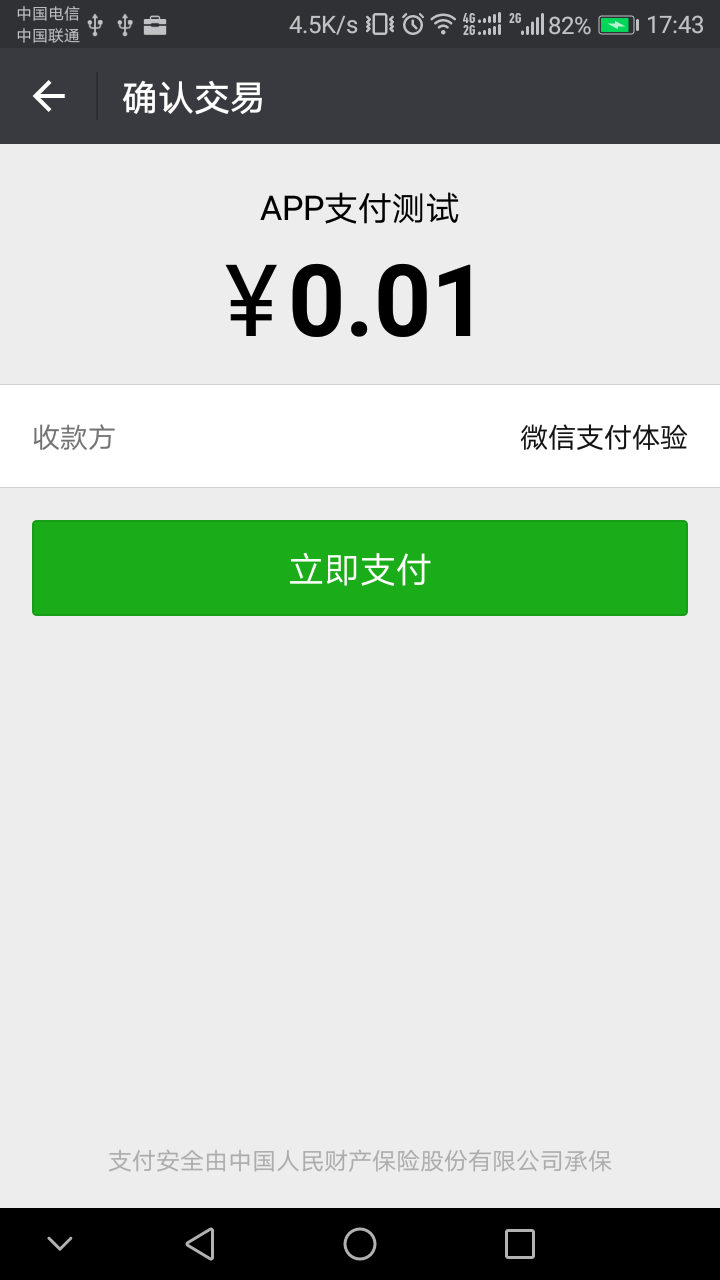 中国电信
中国联通
4.5K/s 4G 2G 2G 82% 17:43
确认交易
APP支付测试
￥0.01
收款方 微信支付体验
立即支付
支付安全由中国人民财产保险股份有限公司承保